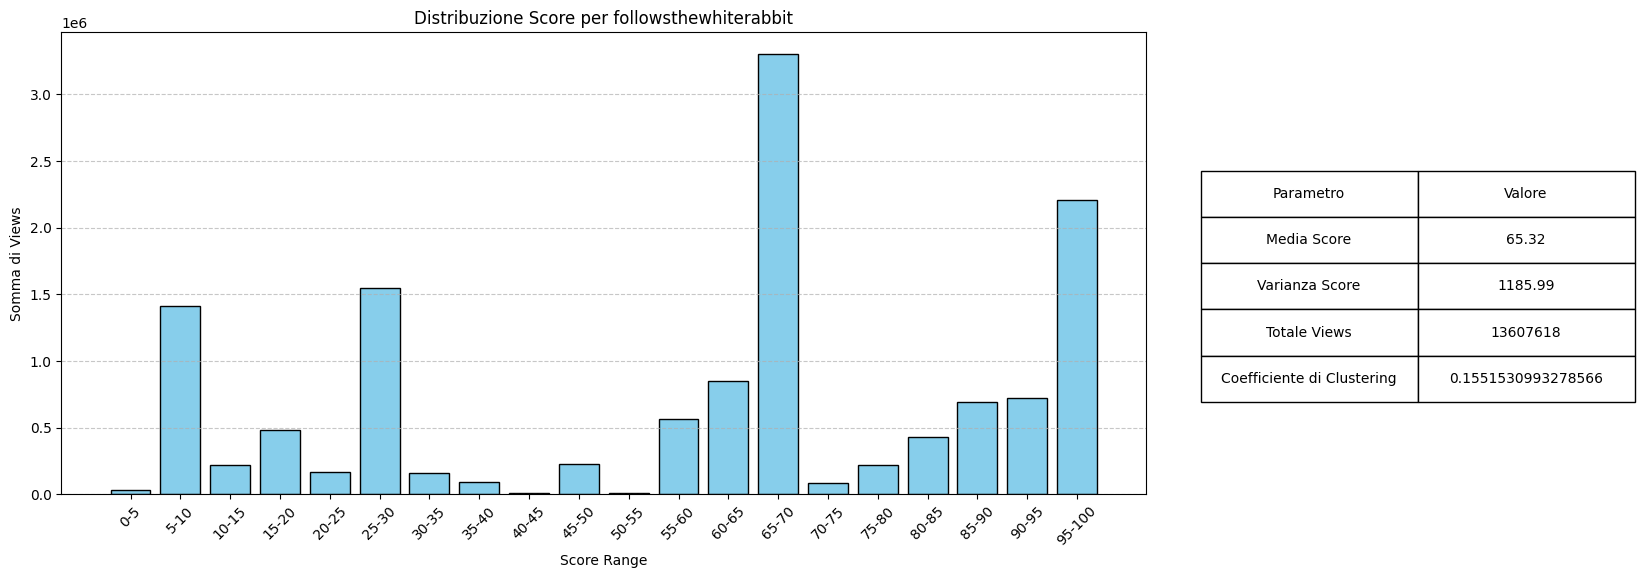 Distribuzione Score per followsthewhiterabbit
1e6
Somma di Views
3.0
2.5
2.0
1.5
1.0
0.5
0.0
0-5 5-10 10-15 15-20 20-25 25-30 30-35 35-40 40-45 45-50 50-55 55-60 60-65 65-70 70-75 75-80 80-85 85-90 90-95 95-100
Score Range
Parametro Valore
Media Score 65.32
Varianza Score 1185.99
Totale Views 13607618
Coefficiente di Clustering 0.1551530993278566